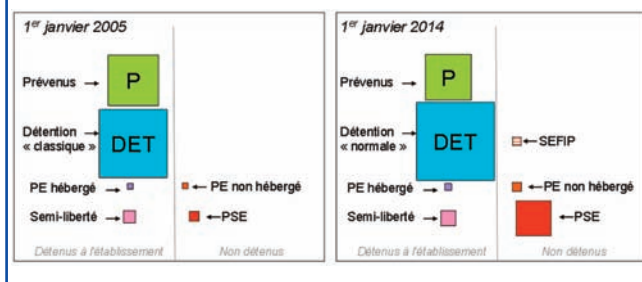 1er janvier 2005
Prévenus → P
Détention « classique » → DET
PE hébergé →
← PE non hébergé
Semi-liberté →
← PSE
Détenus à l'établissement
Non détenus
1er janvier 2014
Prévenus → P
Détention « normale » → DET
← SEFIP
PE hébergé →
← PE non hébergé
Semi-liberté →
← PSE
Détenus à l'établissement
Non détenus